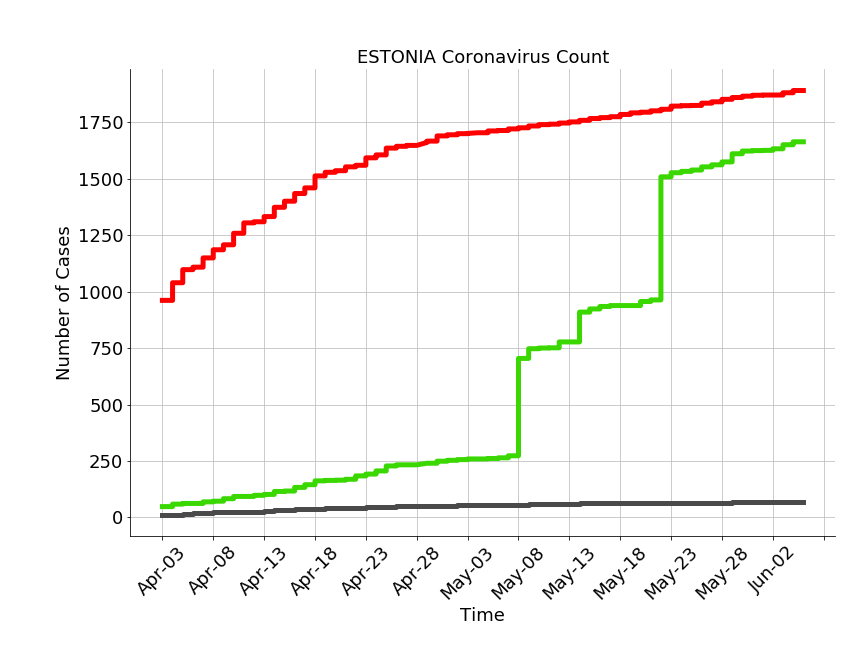 ESTONIA Coronavirus Count
Number of Cases
1750
1500
1250
1000
750
500
250
0
Apr-03
Apr-08
Apr-13
Apr-18
Apr-23
Apr-28
May-03
May-08
May-13
May-18
May-23
May-28
Jun-02
Time